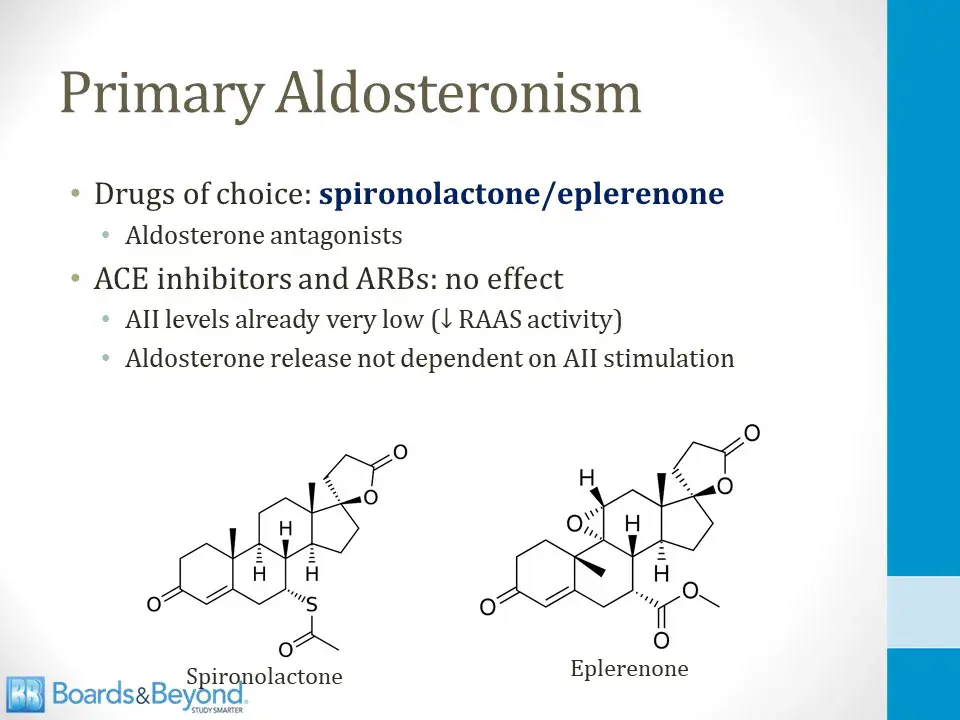 Primary Aldosteronism
• Drugs of choice: spironolactone/eplerenone
• Aldosterone antagonists
• ACE inhibitors and ARBs: no effect
• AII levels already very low (↓ RAAS activity)
• Aldosterone release not dependent on AII stimulation
O
O
H
H
H
O
S
O
Spironolactone
O
O
H
O
H
H
O
O
O
Eplerenone
BB Boards&Beyond.
STUDY SMARTER